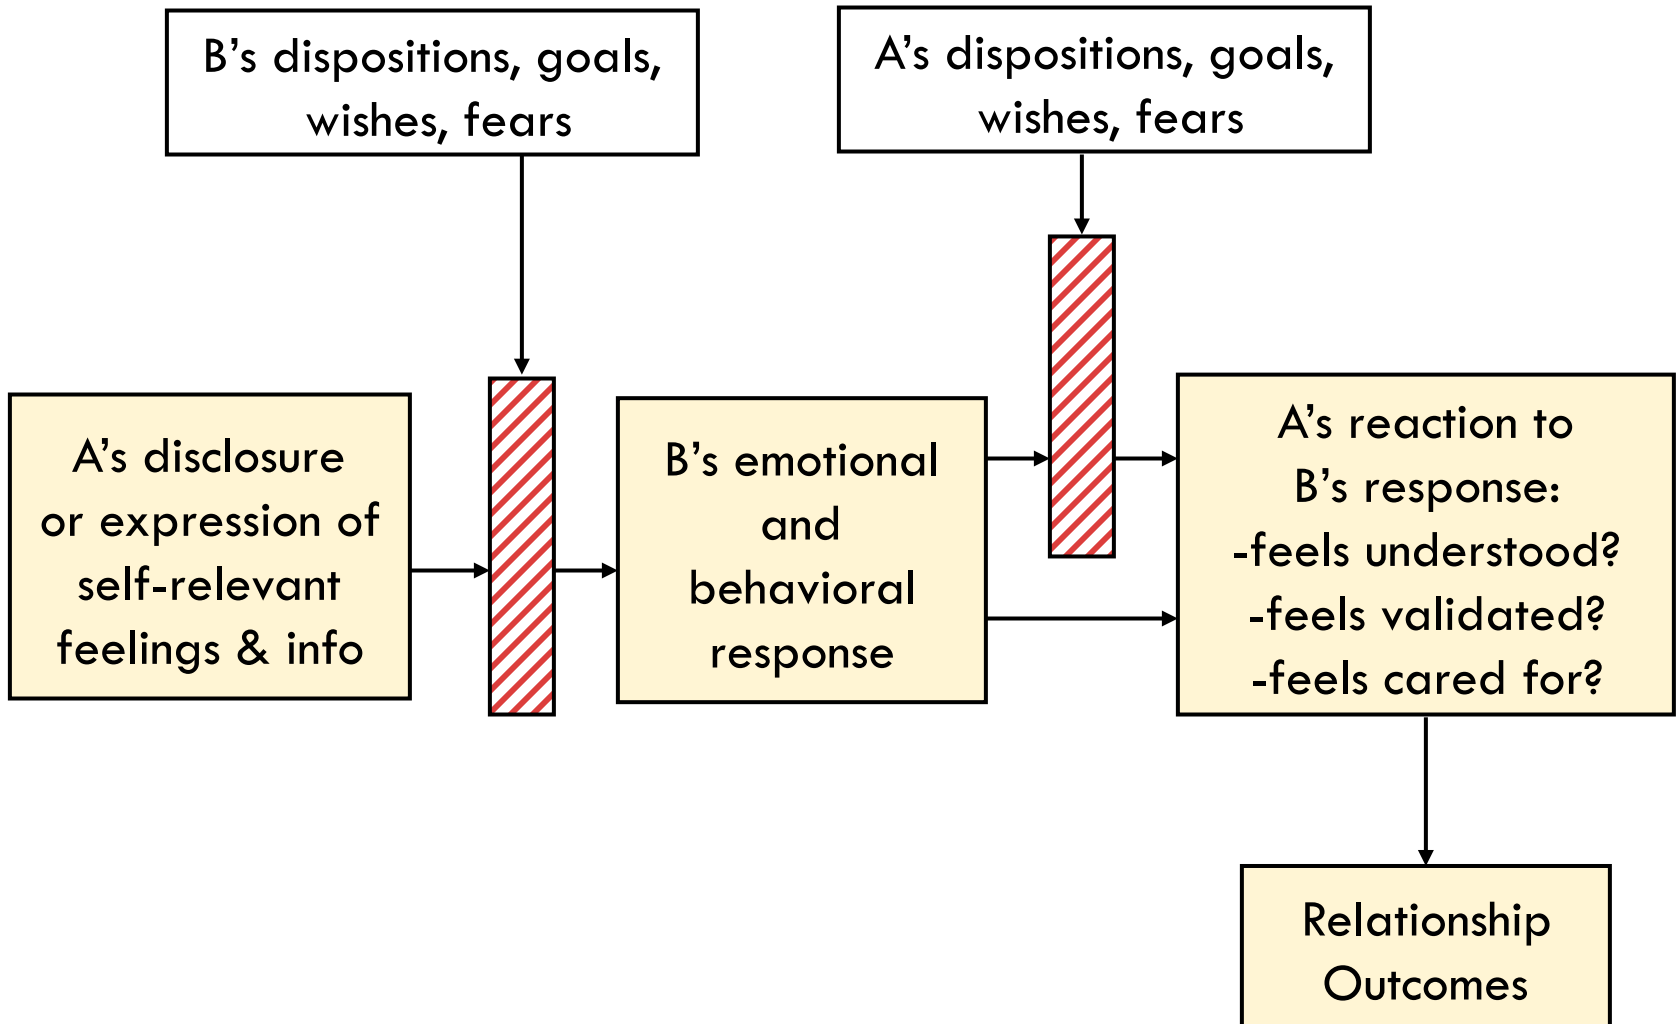 B’s dispositions, goals,
wishes, fears
A’s dispositions, goals,
wishes, fears
A’s disclosure
or expression of
self-relevant
feelings & info
B’s emotional
and
behavioral
response
A’s reaction to
B’s response:
-feels understood?
-feels validated?
-feels cared for?
Relationship
Outcomes